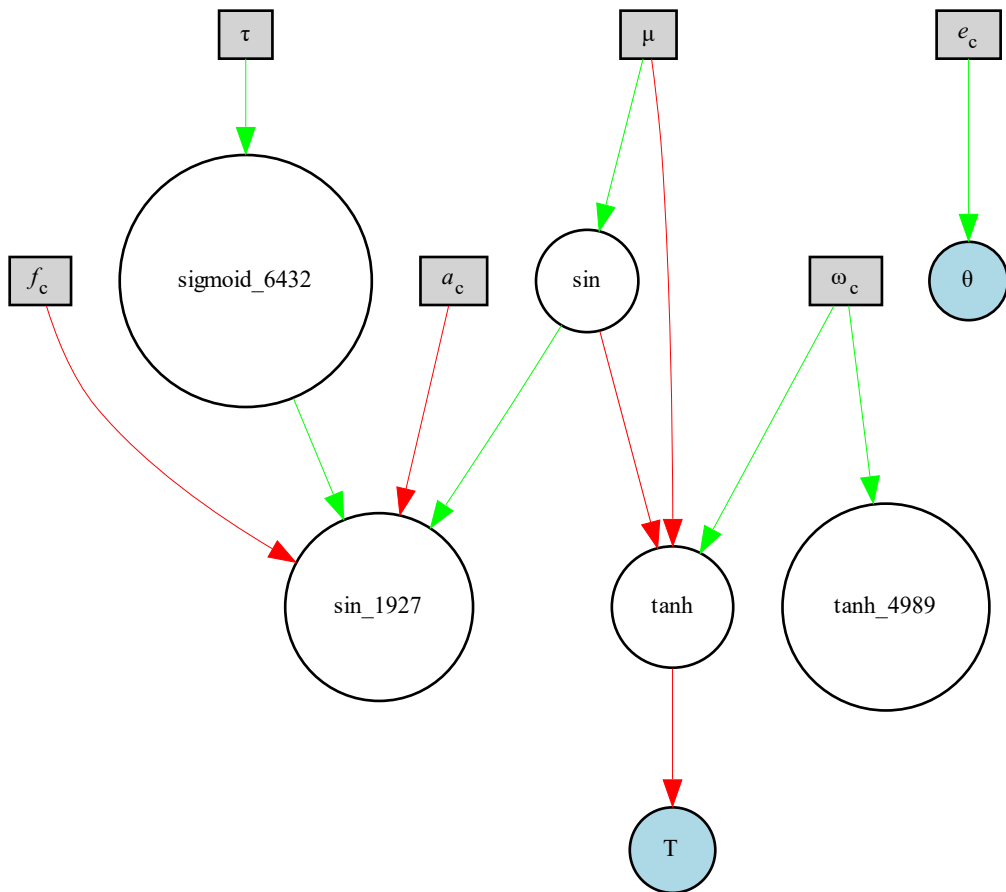 τ
μ
e_c
f_c
sigmoid_6432
a_c
sin
ω_c
θ
sin_1927
tanh
tanh_4989
T